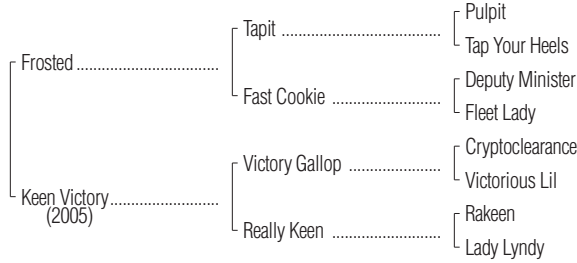 Pulpit
Tapit
Tap Your Heels
Frosted
Deputy Minister
Fast Cookie
Fleet Lady
Cryptoclearance
Victory Gallop
Victorious Lil
Keen Victory
(2005)
Rakeen
Really Keen
Lady Lyndy